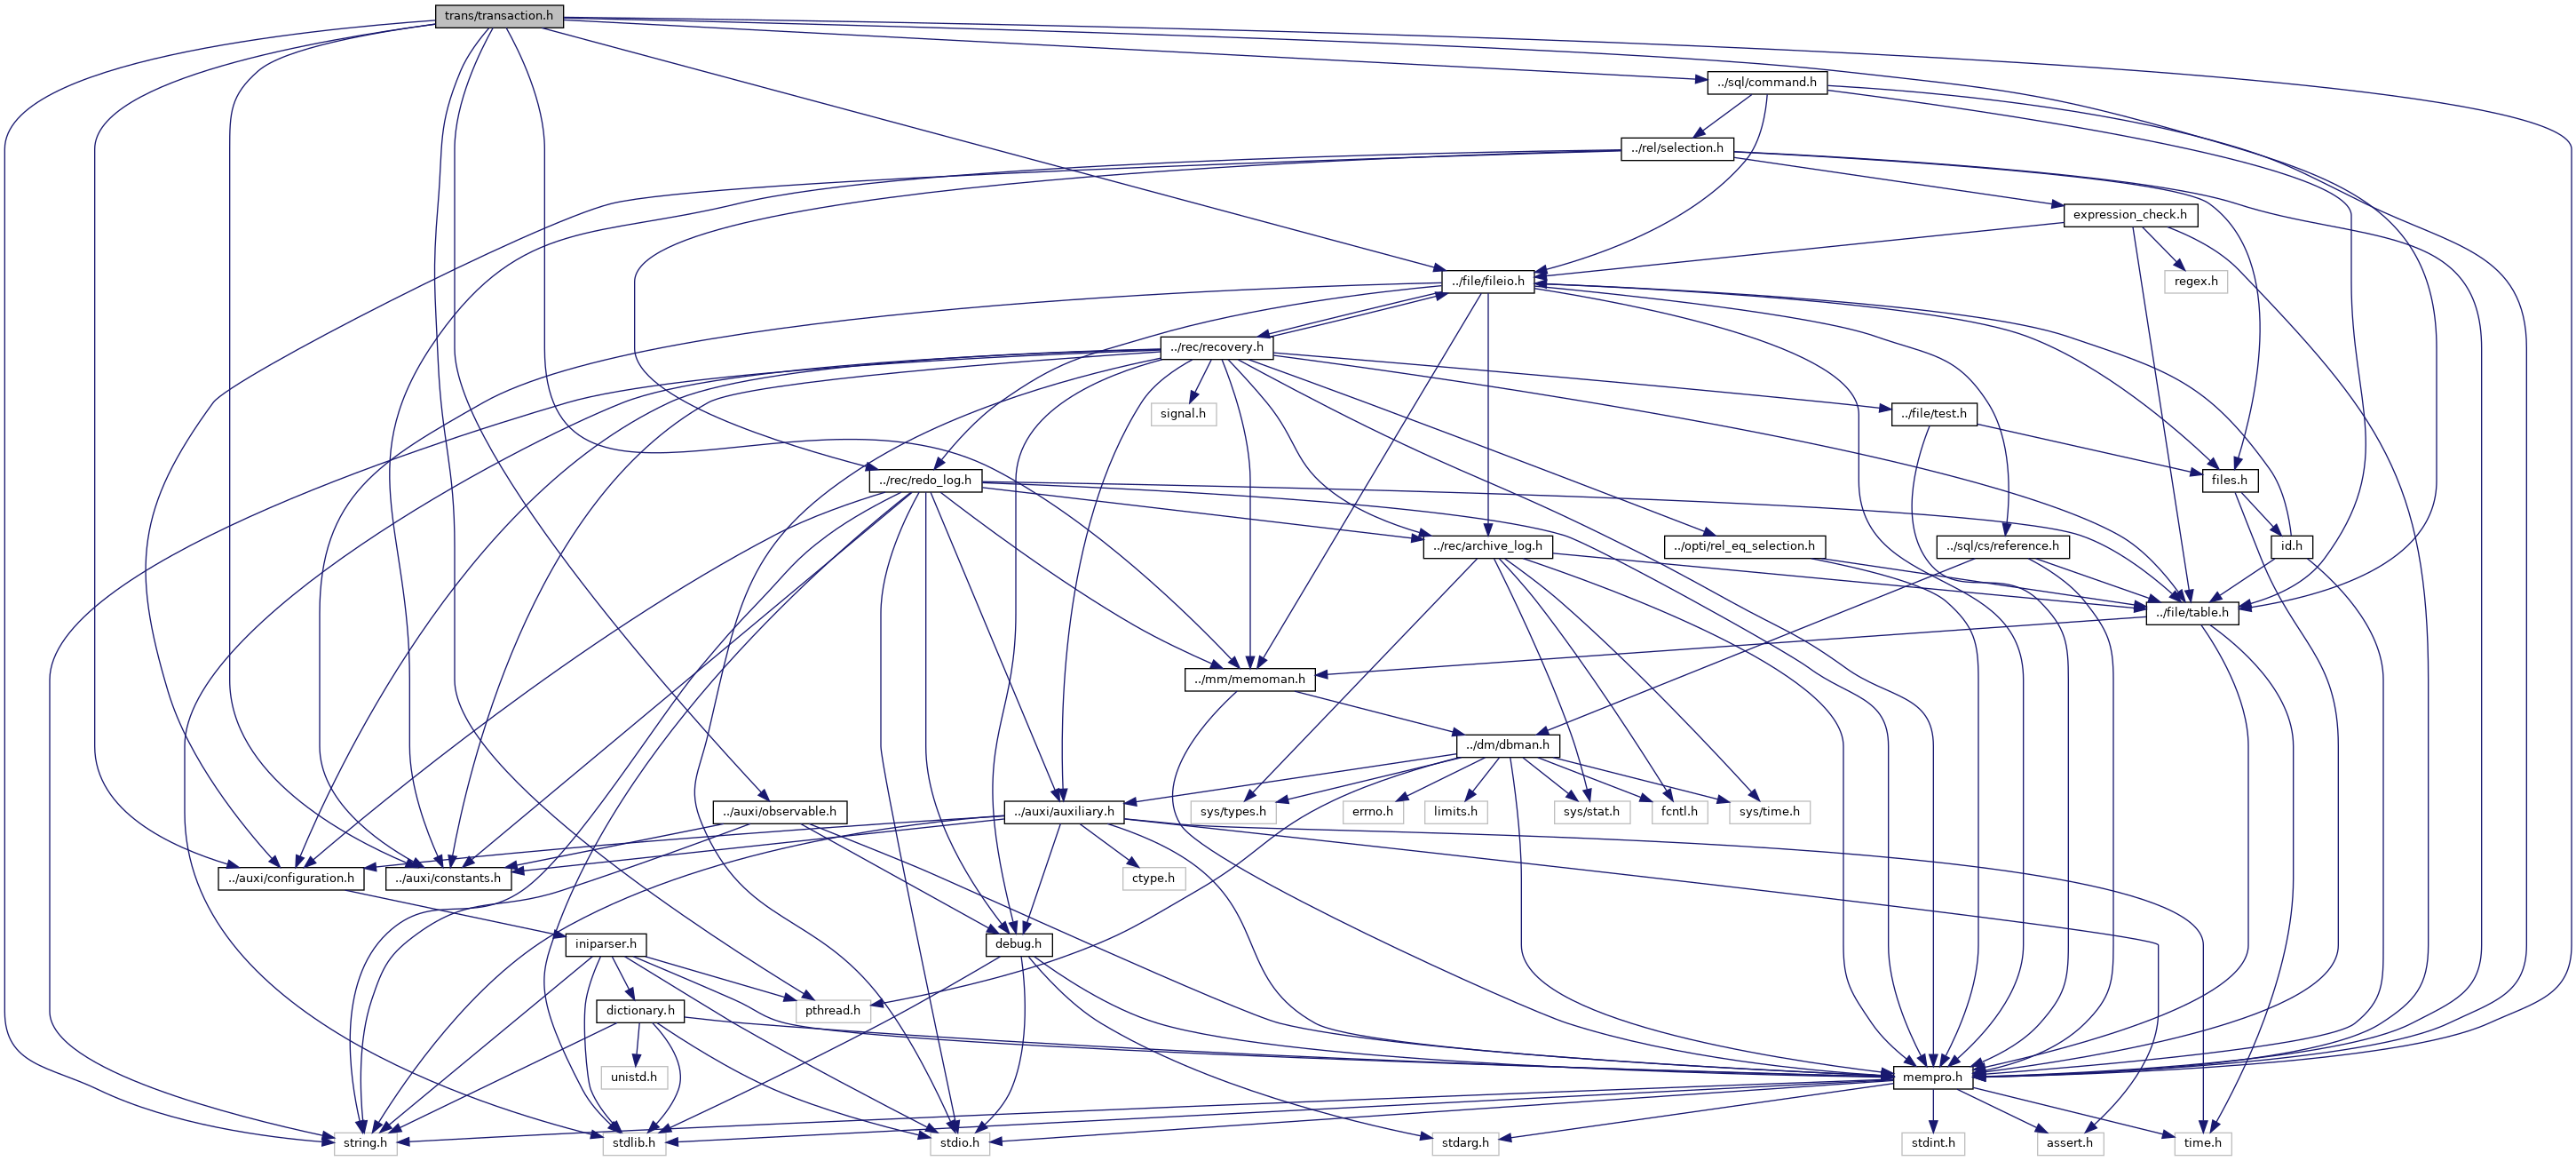 trans/transaction.h
../sql/command.h
../rel/selection.h
expression_check.h
../file/fileio.h
regex.h
../rec/recovery.h
signal.h
../file/test.h
../rec/redo_log.h
files.h
../rec/archive_log.h
../opti/rel_eq_selection.h
../sql/cs/reference.h
id.h
../file/table.h
../mm/memoman.h
../dm/dbman.h
../auxi/observable.h
../auxi/auxiliary.h
sys/types.h
errno.h
limits.h
sys/stat.h
fcntl.h
sys/time.h
../auxi/configuration.h
../auxi/constants.h
ctype.h
iniparser.h
debug.h
dictionary.h
pthread.h
unistd.h
mempro.h
string.h
stdlib.h
stdio.h
stdarg.h
stdint.h
assert.h
time.h